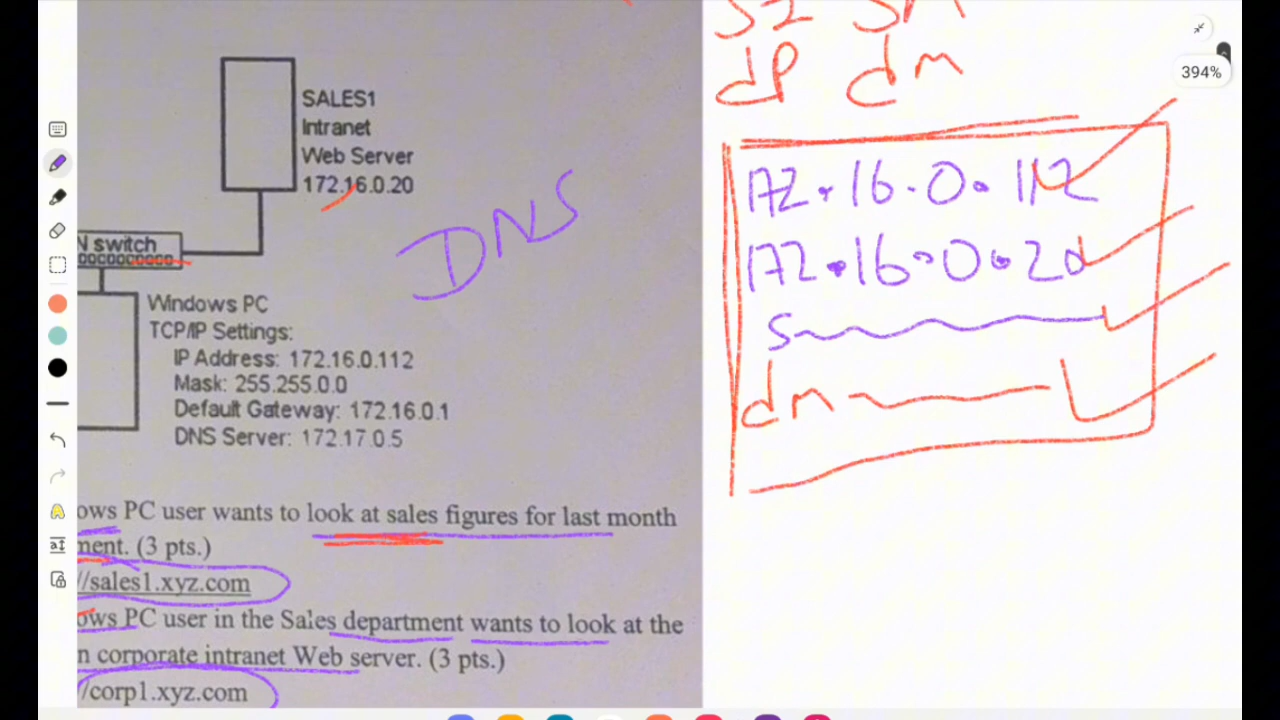 394%
SALES1
Intranet
Web Server
172.16.0.20
DNS
N switch
Windows PC
TCP/IP Settings:
IP Address: 172.16.0.112
Mask: 255.255.0.0
Default Gateway: 172.16.0.1
DNS Server: 172.17.0.5
ows PC user wants to look at sales figures for last month
ment. (3 pts.)
//sales1.xyz.com
ows PC user in the Sales department wants to look at the
n corporate intranet Web server. (3 pts.)
/corp1.xyz.com
dp dm
172.16.0.112
172.16.0.20
s
dm